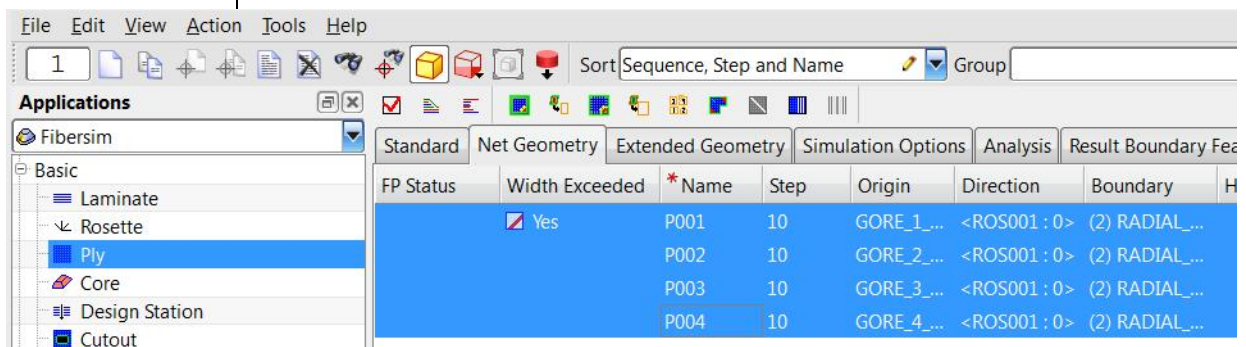 File Edit View Action Tools Help
1 Sort Sequence, Step and Name Group
Applications
Fibersim
Standard Net Geometry Extended Geometry Simulation Options Analysis Result Boundary Fea
Basic
FP Status Width Exceeded *Name Step Origin Direction Boundary H
Laminate
Rosette
Yes P001 10 GORE_1_... <ROS001 : 0> (2) RADIAL_...
Ply
P002 10 GORE_2_... <ROS001 : 0> (2) RADIAL_...
Core
P003 10 GORE_3_... <ROS001 : 0> (2) RADIAL_...
Design Station
P004 10 GORE_4_... <ROS001 : 0> (2) RADIAL_...
Cutout